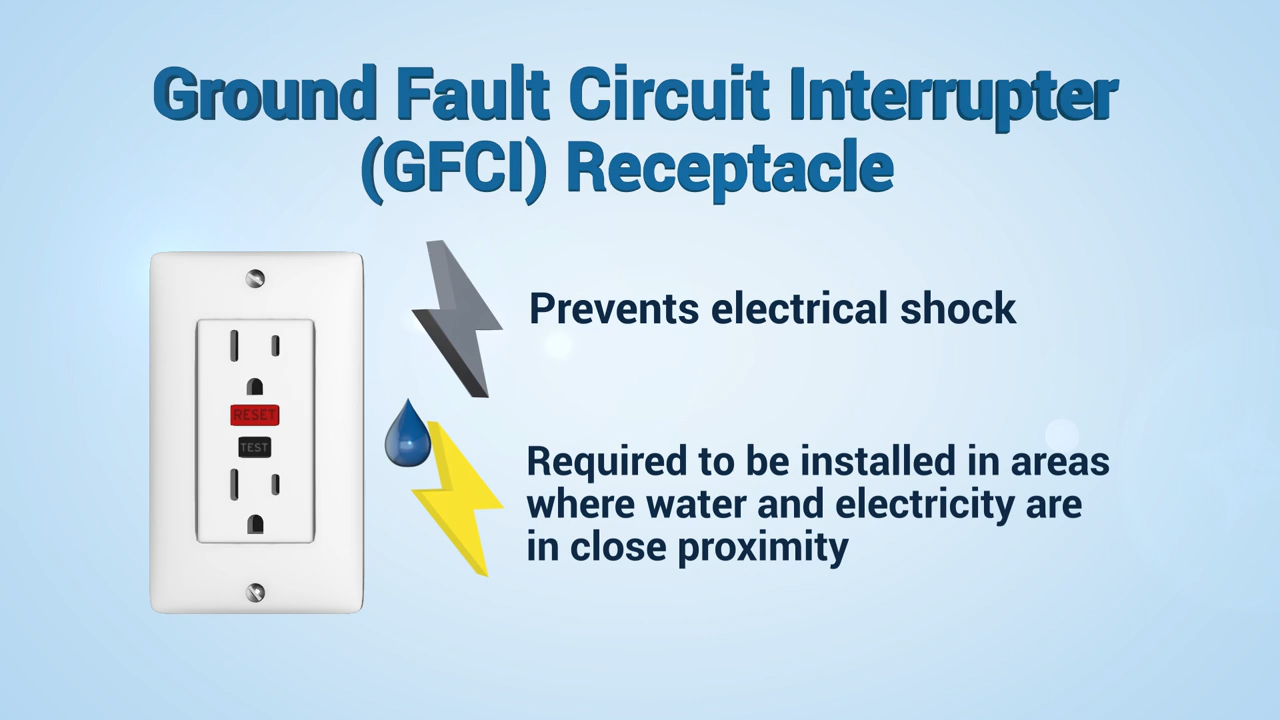 Ground Fault Circuit Interrupter
(GFCI) Receptacle
Prevents electrical shock
RESET
TEST
Required to be installed in areas
where water and electricity are
in close proximity